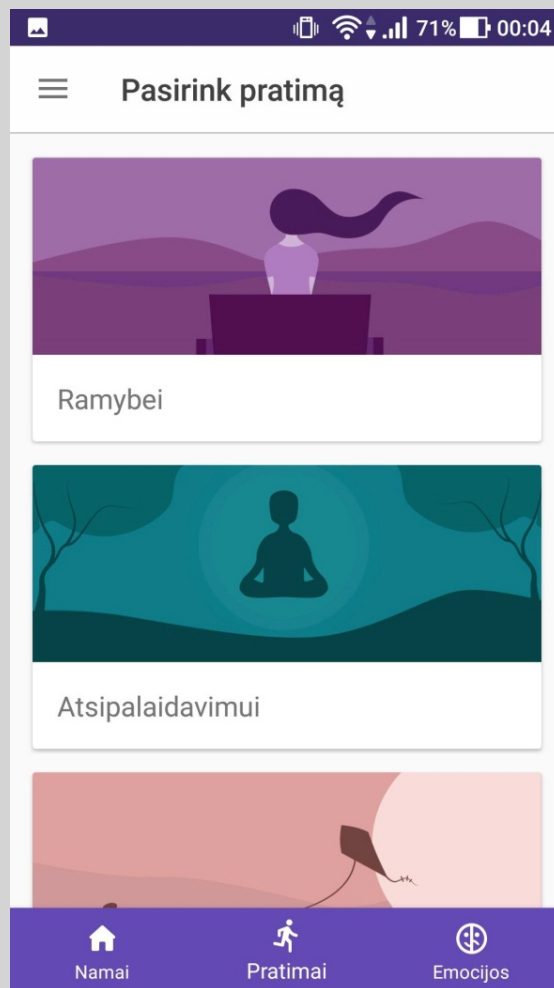 71% 00:04
Pasirink pratimą
Ramybei
Atsipalaidavimui
Namai
Pratimai
Emocijos